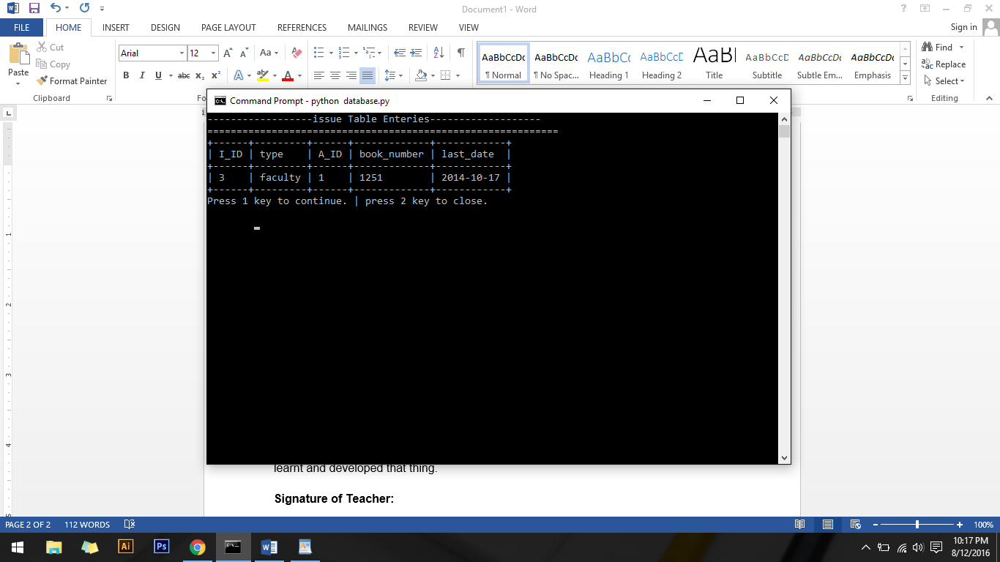 Document1 - Word
FILE HOME INSERT DESIGN PAGE LAYOUT REFERENCES MAILINGS REVIEW VIEW Sign in
Paste
Cut
Copy
Format Painter
Clipboard
Arial 12
AaBbCcDc ¶ Normal
AaBbCcDc ¶ No Spac...
AaBbCc Heading 1
AaBbCcD Heading 2
AaBl Title
AaBbCcD Subtitle
AaBbCcDc Subtle Em...
AaBbCcDc Emphasis
Find
Replace
Select
Editing
Command Prompt - python  database.py
------------------issue Table Enteries-------------------
============================================================
+------+---------+------+-------------+------------+
| I_ID | type    | A_ID | book_number | last_date  |
+------+---------+------+-------------+------------+
| 3    | faculty | 1    | 1251        | 2014-10-17 |
+------+---------+------+-------------+------------+
Press 1 key to continue. | press 2 key to close.
learnt and developed that thing.
Signature of Teacher:
PAGE 2 OF 2 112 WORDS 100%
10:17 PM
8/12/2016